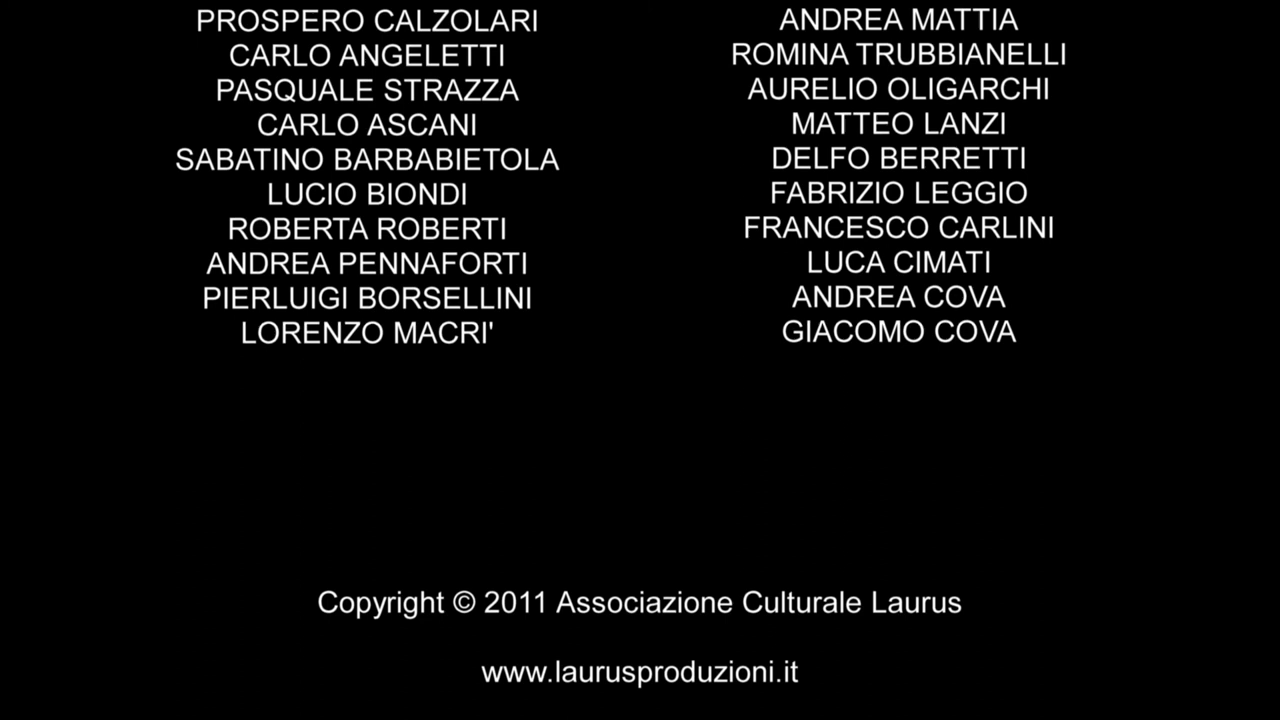 PROSPERO CALZOLARI
CARLO ANGELETTI
PASQUALE STRAZZA
CARLO ASCANI
SABATINO BARBABIETOLA
LUCIO BIONDI
ROBERTA ROBERTI
ANDREA PENNAFORTI
PIERLUIGI BORSELLINI
LORENZO MACRI'
ANDREA MATTIA
ROMINA TRUBBIANELLI
AURELIO OLIGARCHI
MATTEO LANZI
DELFO BERRETTI
FABRIZIO LEGGIO
FRANCESCO CARLINI
LUCA CIMATI
ANDREA COVA
GIACOMO COVA
Copyright © 2011 Associazione Culturale Laurus
www.laurusproduzioni.it